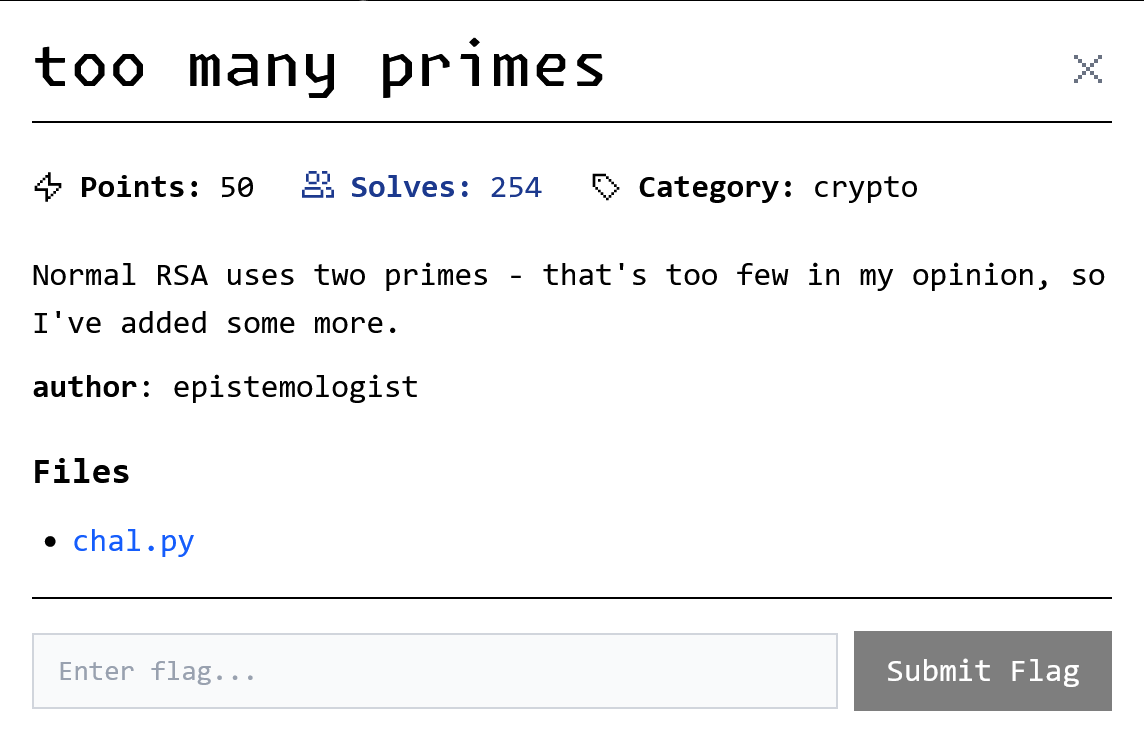 too many primes
Points: 50 Solves: 254 Category: crypto
Normal RSA uses two primes - that's too few in my opinion, so
I've added some more.
author: epistemologist
Files
• chal.py
Enter flag... Submit Flag